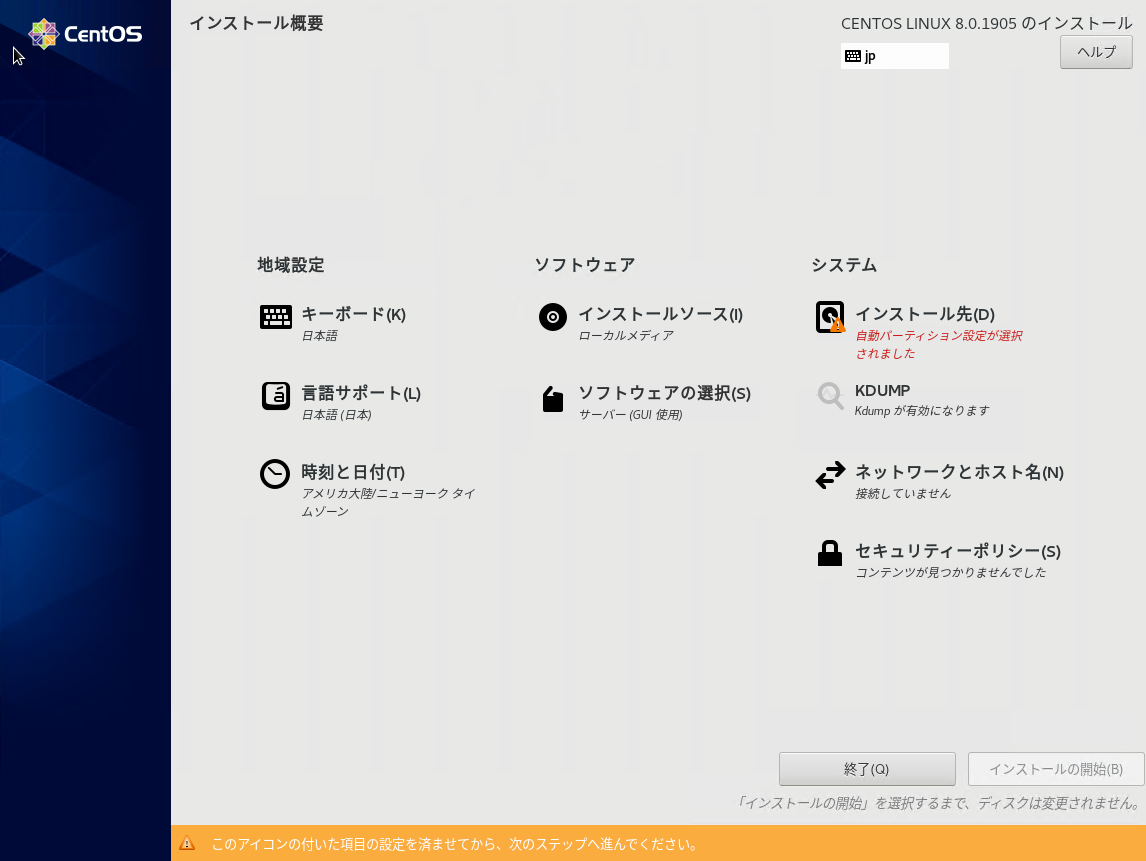 CentOS
インストール概要
CENTOS LINUX 8.0.1905 のインストール
jp
ヘルプ
地域設定
キーボード(K)
日本語
言語サポート(L)
日本語 (日本)
時刻と日付(T)
アメリカ大陸/ニューヨーク タイ
ムゾーン
ソフトウェア
インストールソース(I)
ローカルメディア
ソフトウェアの選択(S)
サーバー (GUI 使用)
システム
インストール先(D)
自動パーティション設定が選択
されました
KDUMP
Kdump が有効になります
ネットワークとホスト名(N)
接続していません
セキュリティーポリシー(S)
コンテンツが見つかりませんでした
終了(Q)
インストールの開始(B)
「インストールの開始」を選択するまで、ディスクは変更されません。
このアイコンの付いた項目の設定を済ませてから、次のステップへ進んでください。